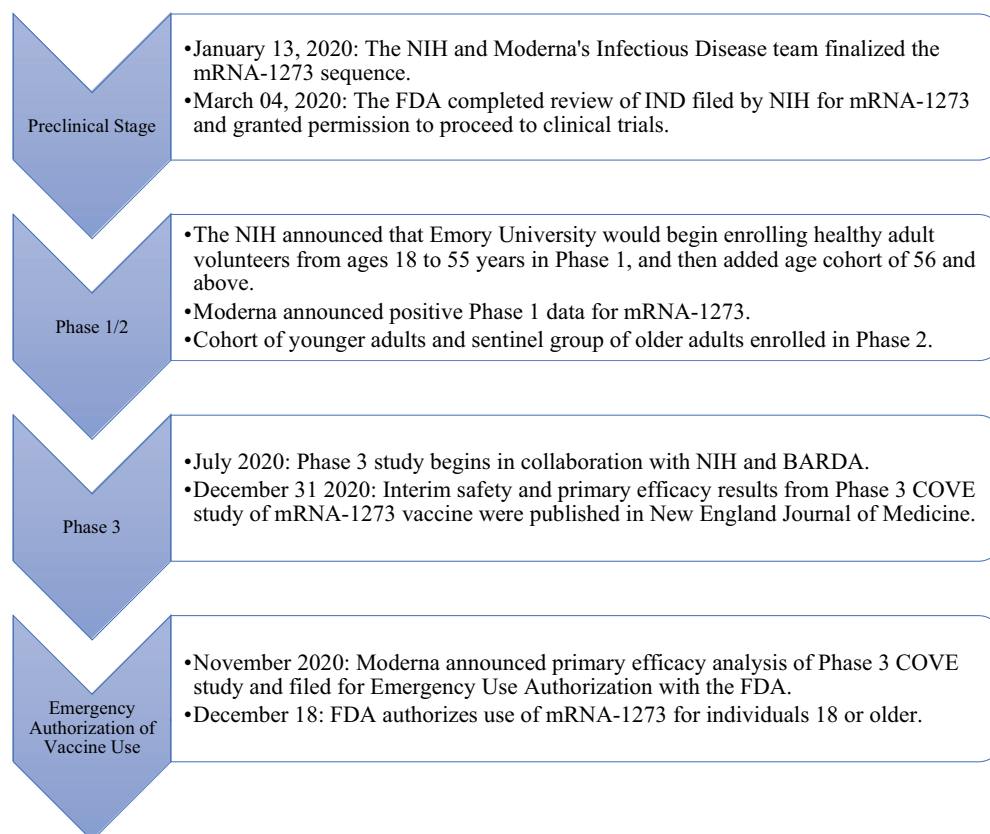 Preclinical Stage
•January 13, 2020: The NIH and Moderna's Infectious Disease team finalized the
mRNA-1273 sequence.
•March 04, 2020: The FDA completed review of IND filed by NIH for mRNA-1273
and granted permission to proceed to clinical trials.
Phase 1/2
•The NIH announced that Emory University would begin enrolling healthy adult
volunteers from ages 18 to 55 years in Phase 1, and then added age cohort of 56 and
above.
•Moderna announced positive Phase 1 data for mRNA-1273.
•Cohort of younger adults and sentinel group of older adults enrolled in Phase 2.
Phase 3
•July 2020: Phase 3 study begins in collaboration with NIH and BARDA.
•December 31 2020: Interim safety and primary efficacy results from Phase 3 COVE
study of mRNA-1273 vaccine were published in New England Journal of Medicine.
Emergency
Authorization of
Vaccine Use
•November 2020: Moderna announced primary efficacy analysis of Phase 3 COVE
study and filed for Emergency Use Authorization with the FDA.
•December 18: FDA authorizes use of mRNA-1273 for individuals 18 or older.